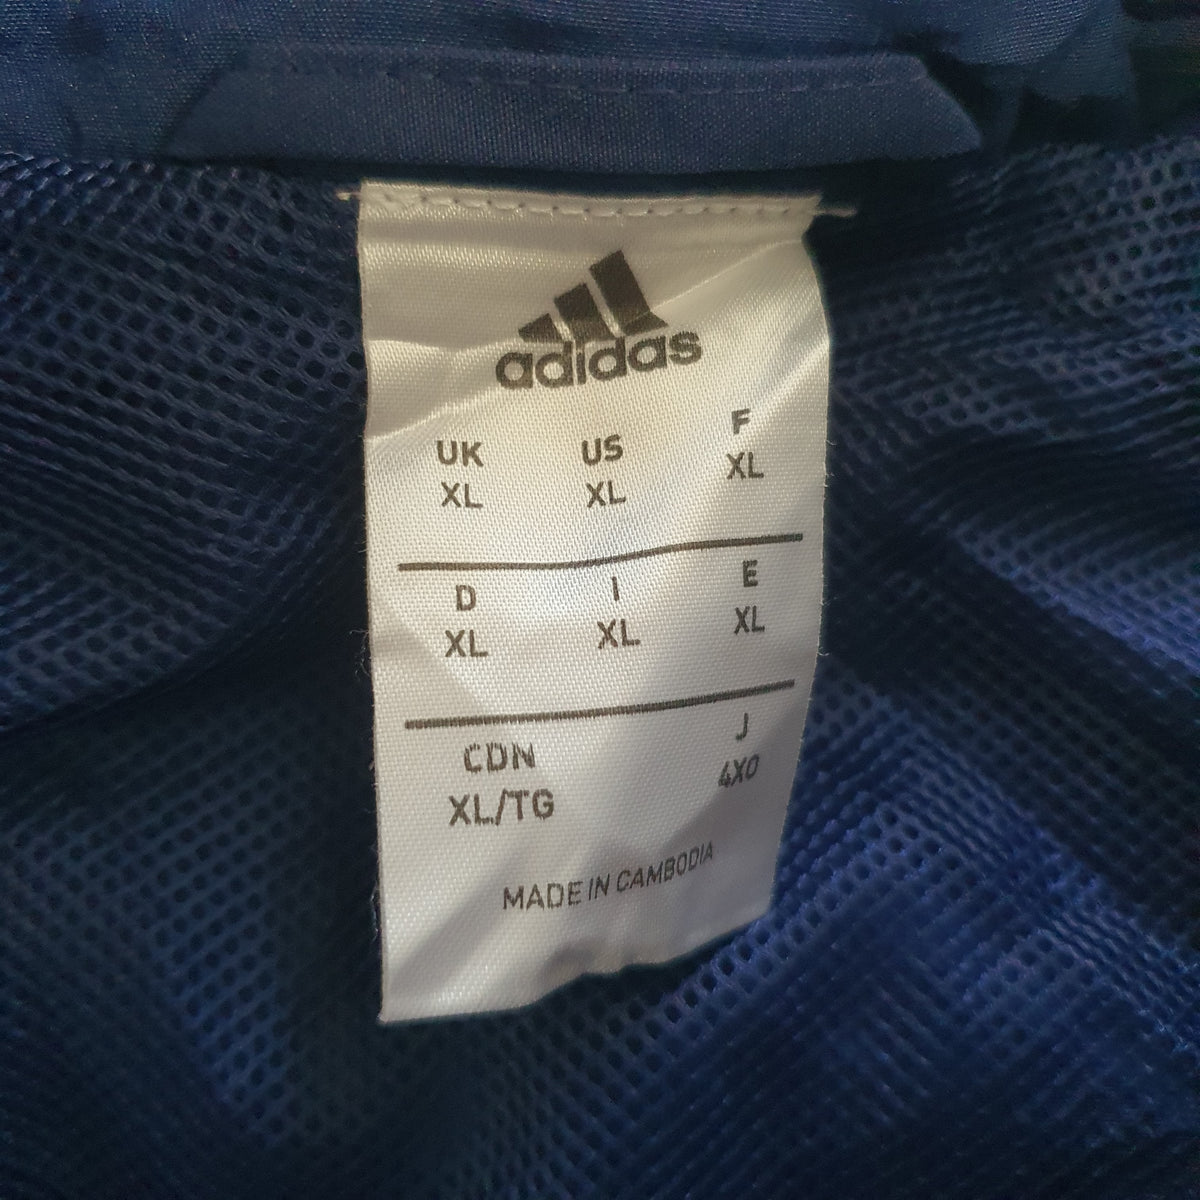 adidas
UK US F
XL XL XL
D I E
XL XL XL
CDN J
XL/TG 4XO
MADE IN CAMBODIA